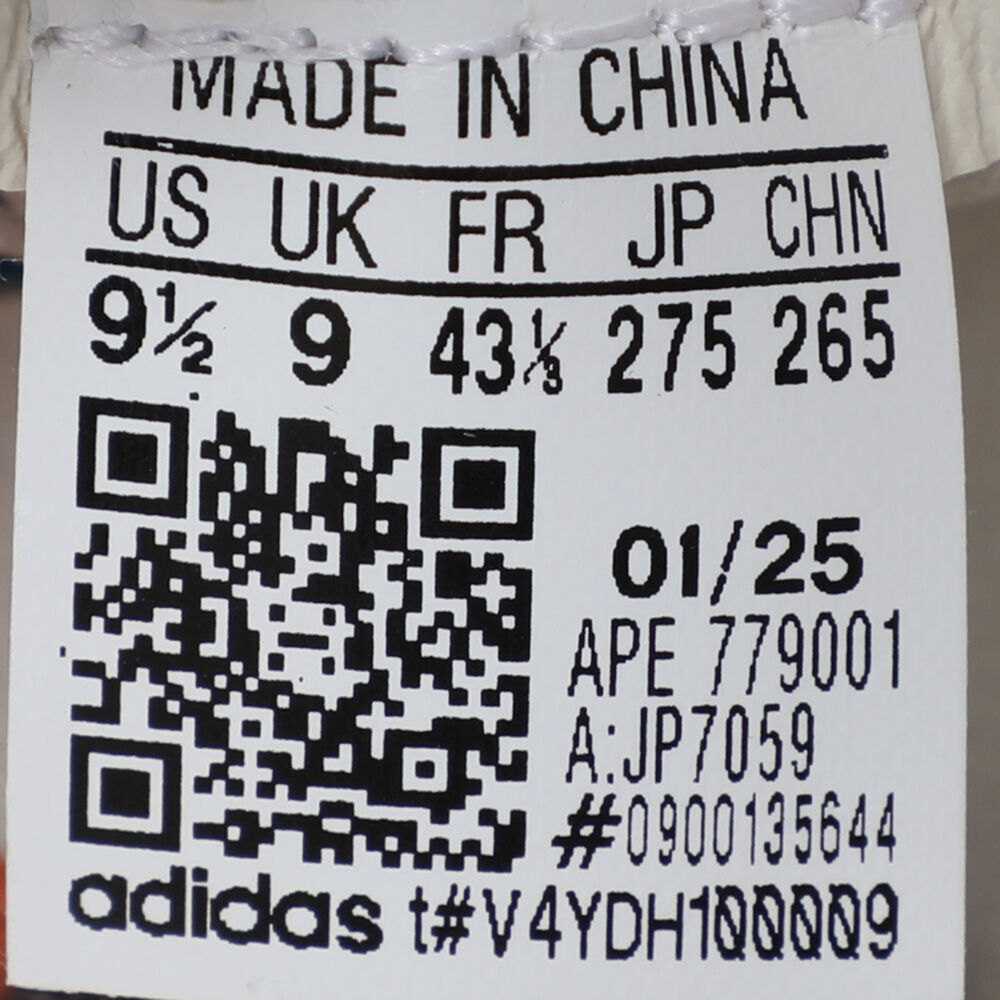 MADE IN CHINA
US UK FR JP CHN
9½ 9 43⅓ 275 265
01/25
APE 779001
A:JP7059
#0900135644
adidas t#V4YDH100009